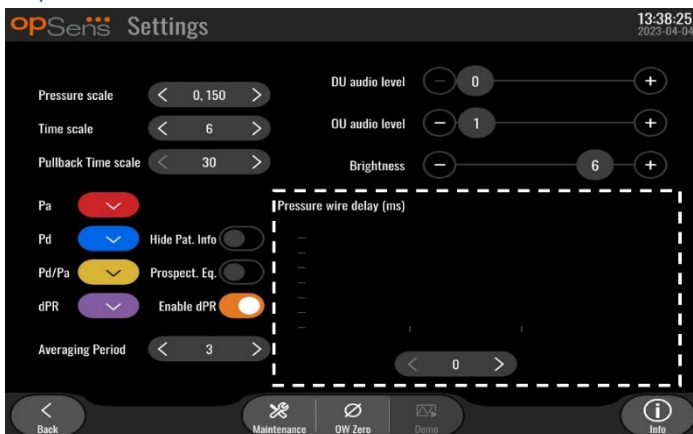 opSens Settings
13:38:25
2023-04-04
Pressure scale 0, 150
Time scale 6
Pullback Time scale 30
DU audio level 0
OU audio level 1
Brightness 6
Pa
Pd Hide Pat. Info
Pd/Pa Prospect. Eq.
dPR Enable dPR
Averaging Period 3
Pressure wire delay (ms)
0
Back
Maintenance
OW Zero
Demo
Info